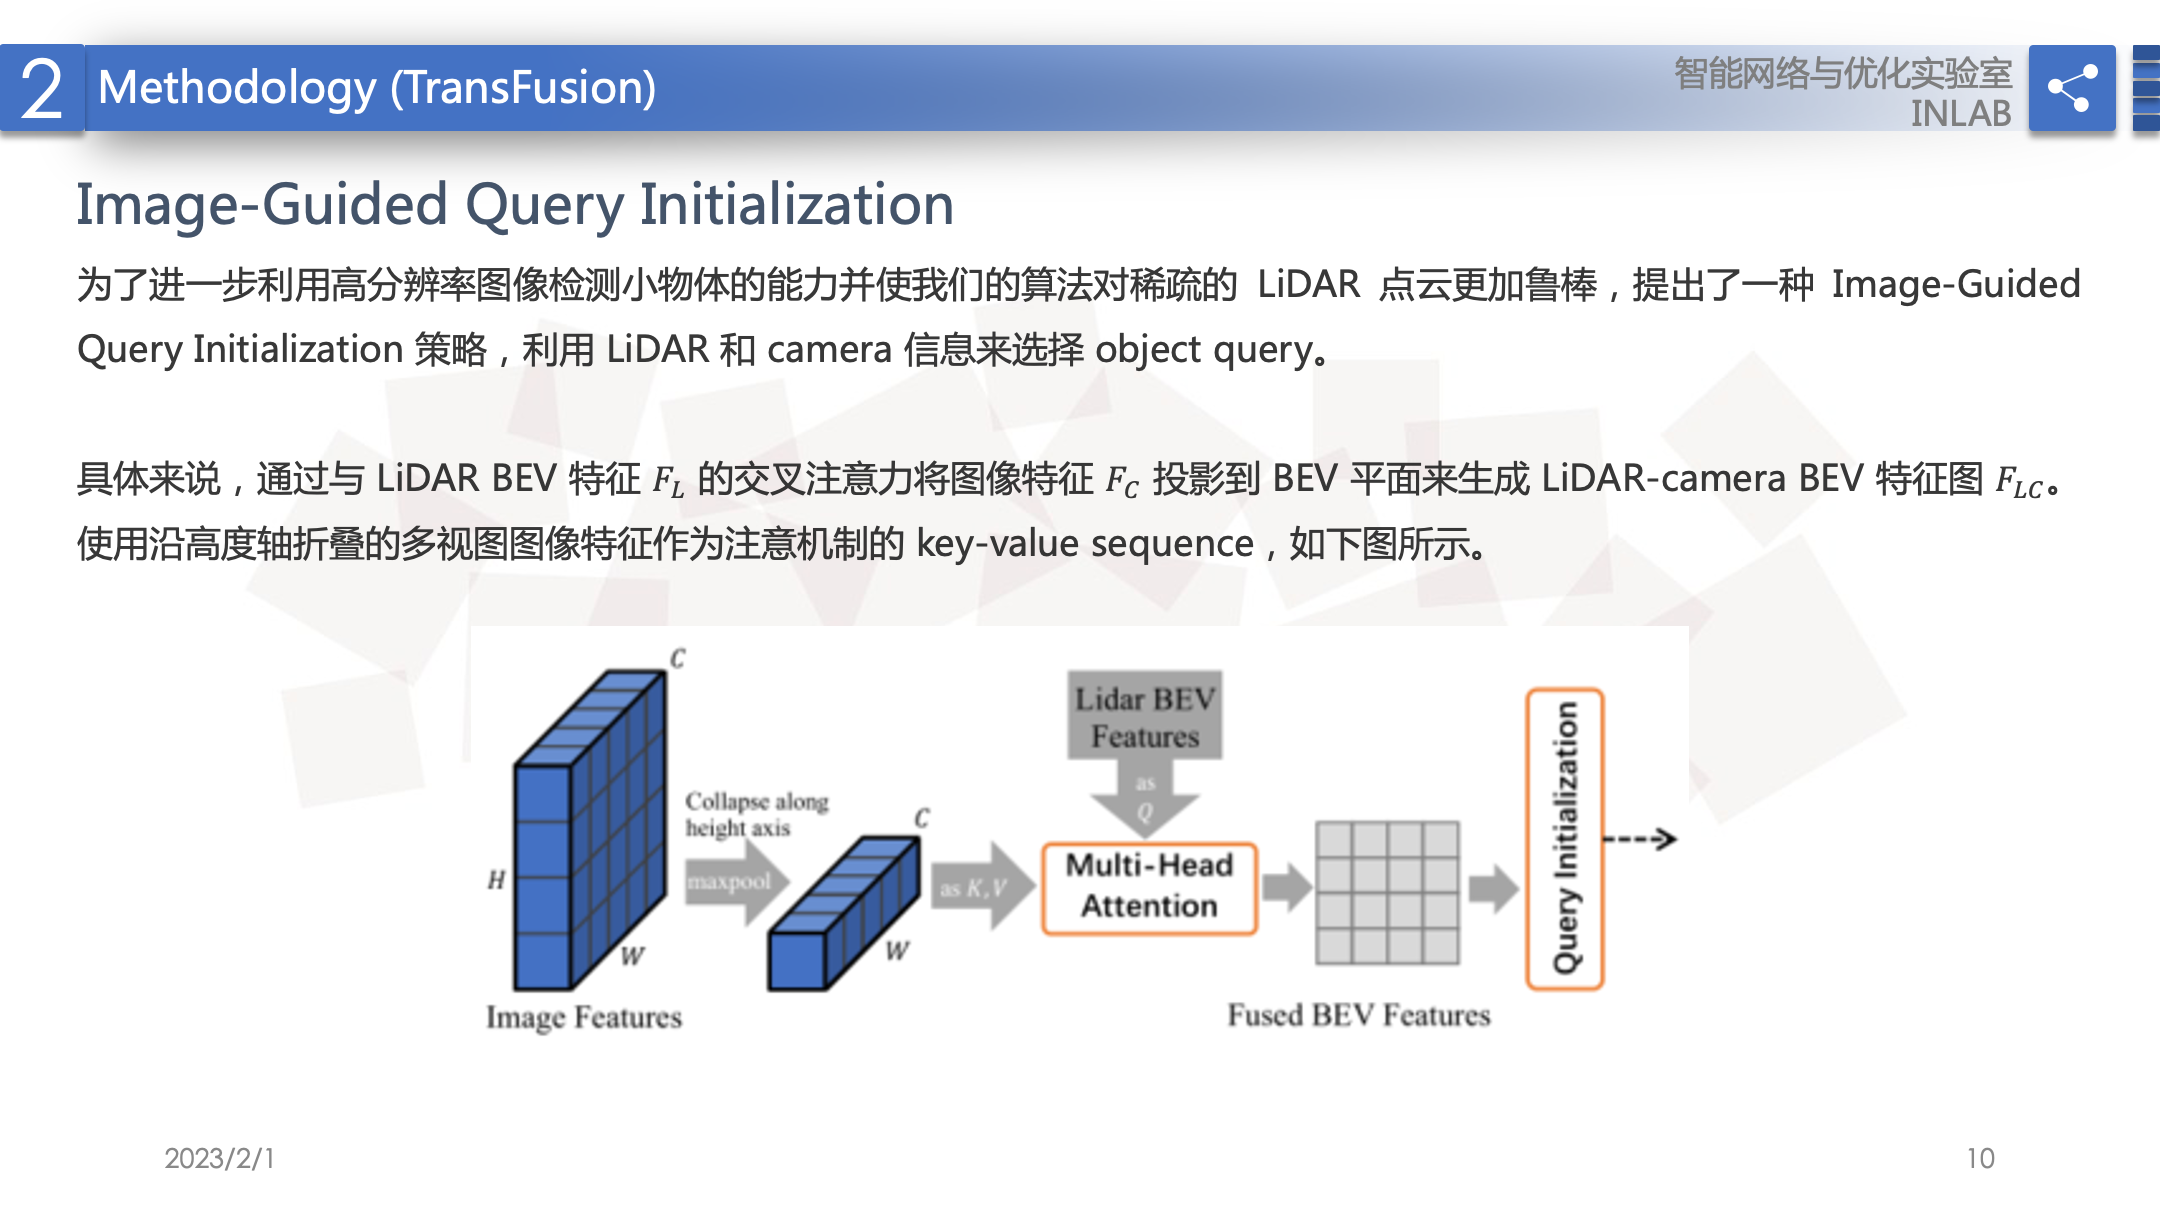 2
Methodology (TransFusion)
智能网络与优化实验室
INLAB
Image-Guided Query Initialization
为了进一步利用高分辨率图像检测小物体的能力并使我们的算法对稀疏的 LiDAR 点云更加鲁棒，提出了一种 Image-Guided
Query Initialization 策略，利用 LiDAR 和 camera 信息来选择 object query。
具体来说，通过与 LiDAR BEV 特征 F_L 的交叉注意力将图像特征 F_C 投影到 BEV 平面来生成 LiDAR-camera BEV 特征图 F_LC。
使用沿高度轴折叠的多视图图像特征作为注意机制的 key-value sequence，如下图所示。
C
H
W
Image Features
Collapse along
height axis
maxpool
C
W
as K,V
Lidar BEV
Features
as
Q
Multi-Head
Attention
Fused BEV Features
Query Initialization
2023/2/1
10